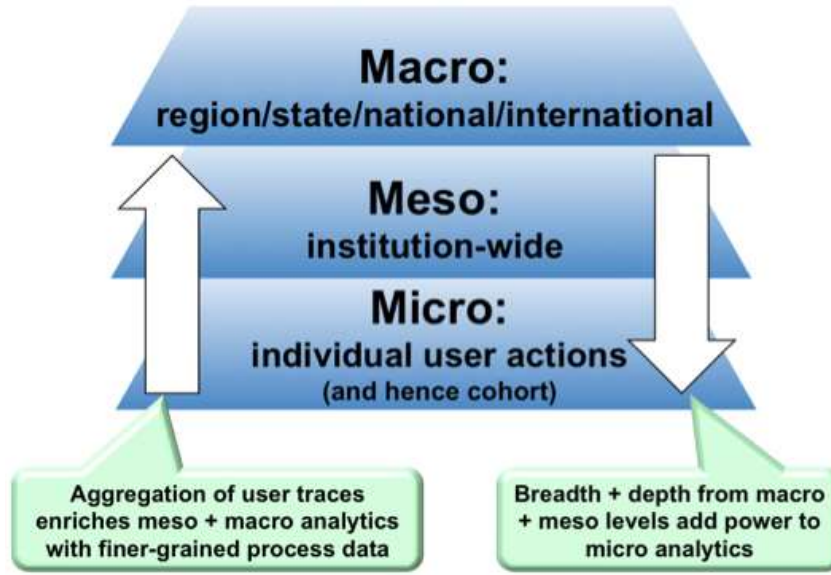 Macro:
region/state/national/international
Meso:
institution-wide
Micro:
individual user actions
(and hence cohort)
Aggregation of user traces
enriches meso + macro analytics
with finer-grained process data
Breadth + depth from macro
+ meso levels add power to
micro analytics